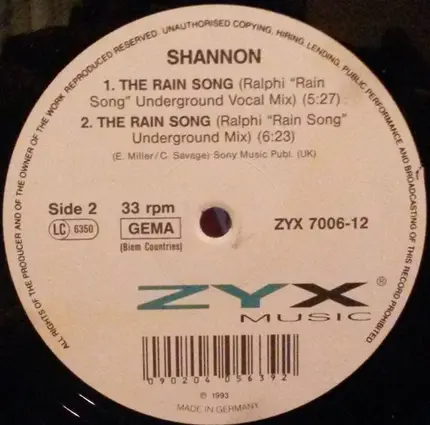 ALL RIGHTS OF THE PRODUCER AND OF THE OWNER OF THE WORK REPRODUCED RESERVED. UNAUTHORISED COPYING, HIRING, LENDING, PUBLIC PERFORMANCE AND BROADCASTING OF THIS RECORD PROHIBITED
SHANNON
1. THE RAIN SONG (Ralphi "Rain
Song" Underground Vocal Mix) (5:27)
2. THE RAIN SONG (Ralphi "Rain Song"
Underground Mix) (6:23)
(E. Miller/C. Savage) Sony Music Publ. (UK)
Side 2 33 rpm
LC 6350 GEMA ZYX 7006-12
(Biem Countries)
ZYX®
MUSIC
090204 056392
℗ 1993
MADE IN GERMANY